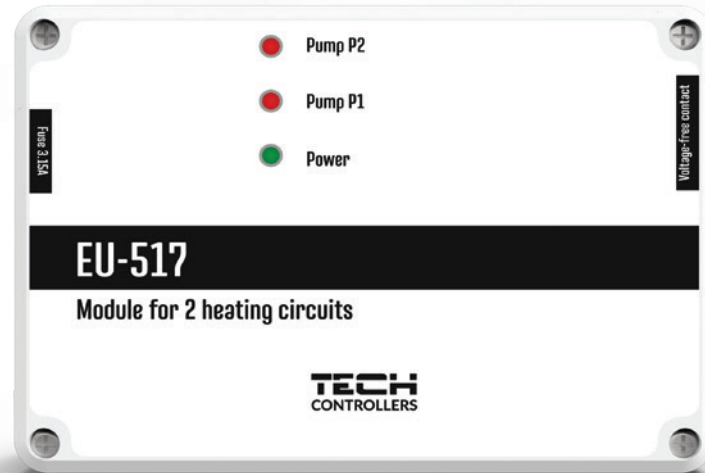 Pump P2
Pump P1
Power
Fuse 3.15A
Voltage-free contact
EU-517
Module for 2 heating circuits
TECH
CONTROLLERS